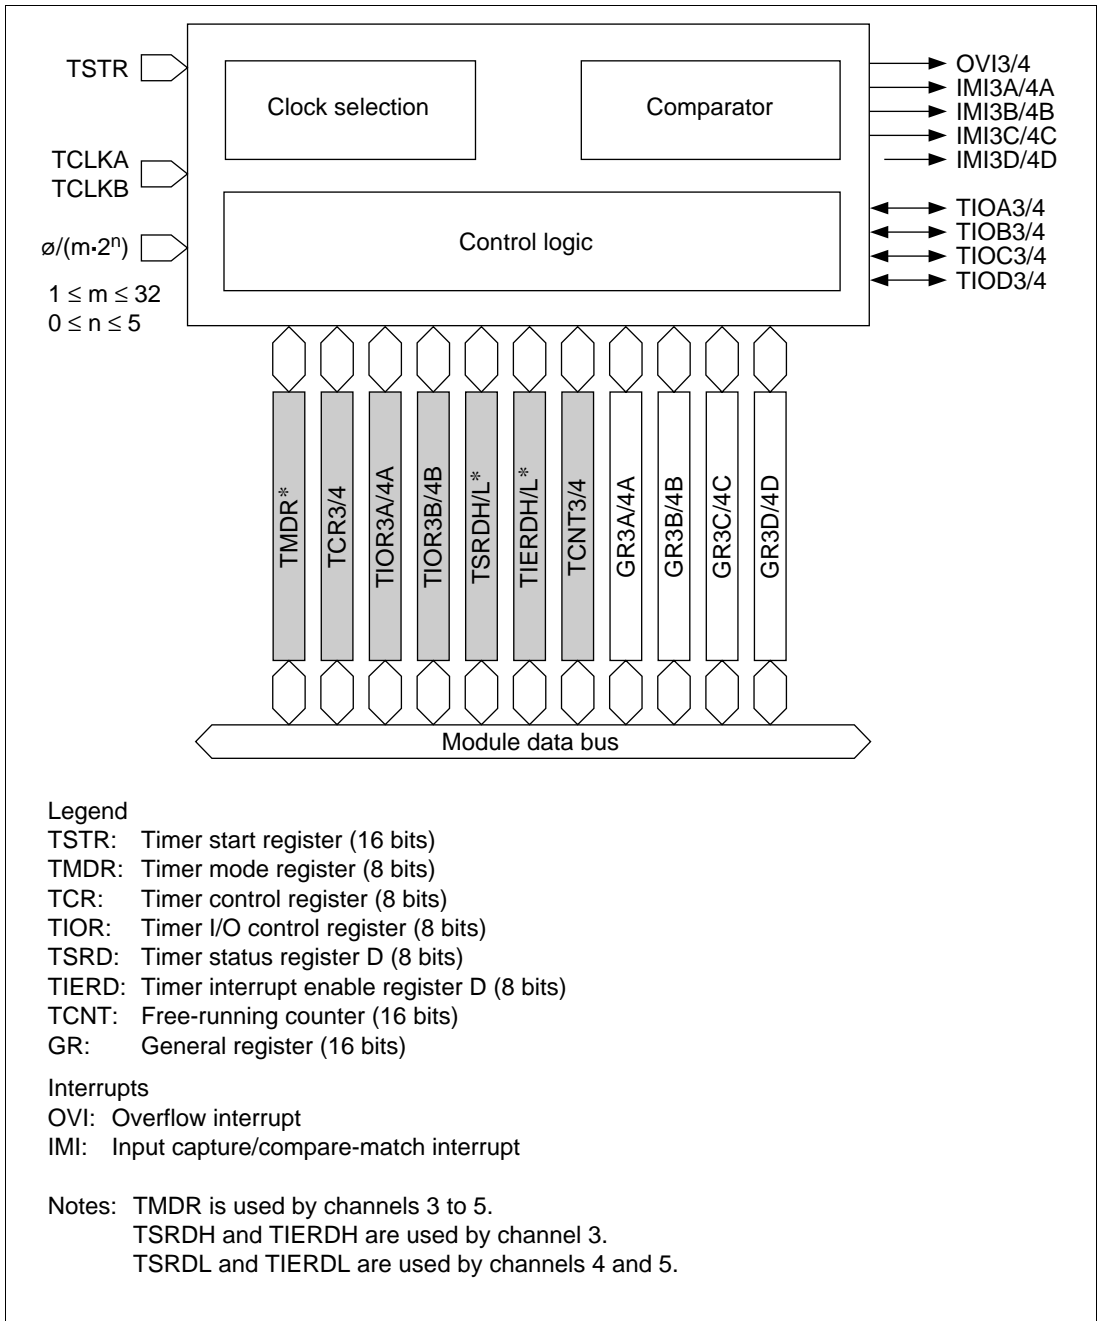 TSTR
TCLKA
TCLKB
ø/(m·2ⁿ)
1 ≤ m ≤ 32
0 ≤ n ≤ 5
Clock selection
Comparator
Control logic
OVI3/4
IMI3A/4A
IMI3B/4B
IMI3C/4C
IMI3D/4D
TIOA3/4
TIOB3/4
TIOC3/4
TIOD3/4
TMDR*
TCR3/4
TIOR3A/4A
TIOR3B/4B
TSRDH/L*
TIERDH/L*
TCNT3/4
GR3A/4A
GR3B/4B
GR3C/4C
GR3D/4D
Module data bus
Legend
TSTR: Timer start register (16 bits)
TMDR: Timer mode register (8 bits)
TCR: Timer control register (8 bits)
TIOR: Timer I/O control register (8 bits)
TSRD: Timer status register D (8 bits)
TIERD: Timer interrupt enable register D (8 bits)
TCNT: Free-running counter (16 bits)
GR: General register (16 bits)
Interrupts
OVI: Overflow interrupt
IMI: Input capture/compare-match interrupt
Notes: TMDR is used by channels 3 to 5.
TSRDH and TIERDH are used by channel 3.
TSRDL and TIERDL are used by channels 4 and 5.